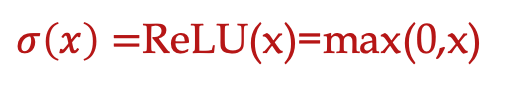 σ(x) =ReLU(x)=max(0,x)